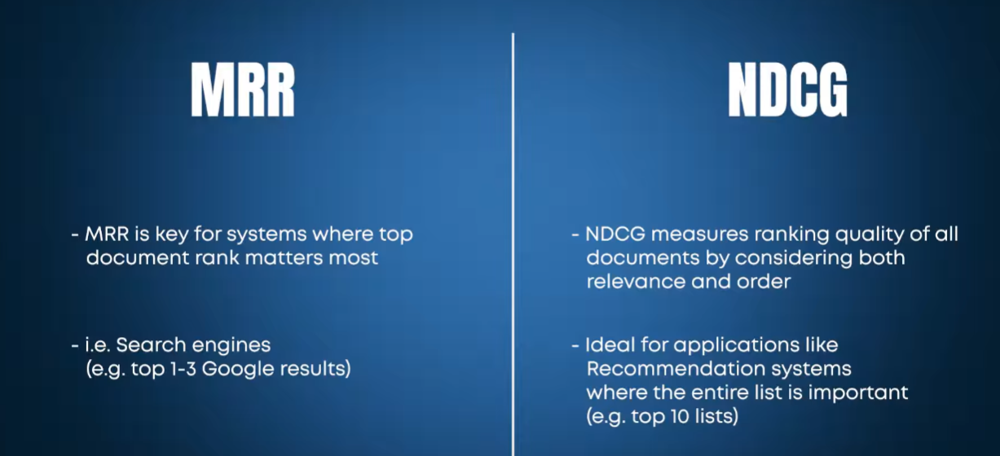 MRR
- MRR is key for systems where top
document rank matters most
- i.e. Search engines
(e.g. top 1-3 Google results)
NDCG
- NDCG measures ranking quality of all
documents by considering both
relevance and order
- Ideal for applications like
Recommendation systems
where the entire list is important
(e.g. top 10 lists)